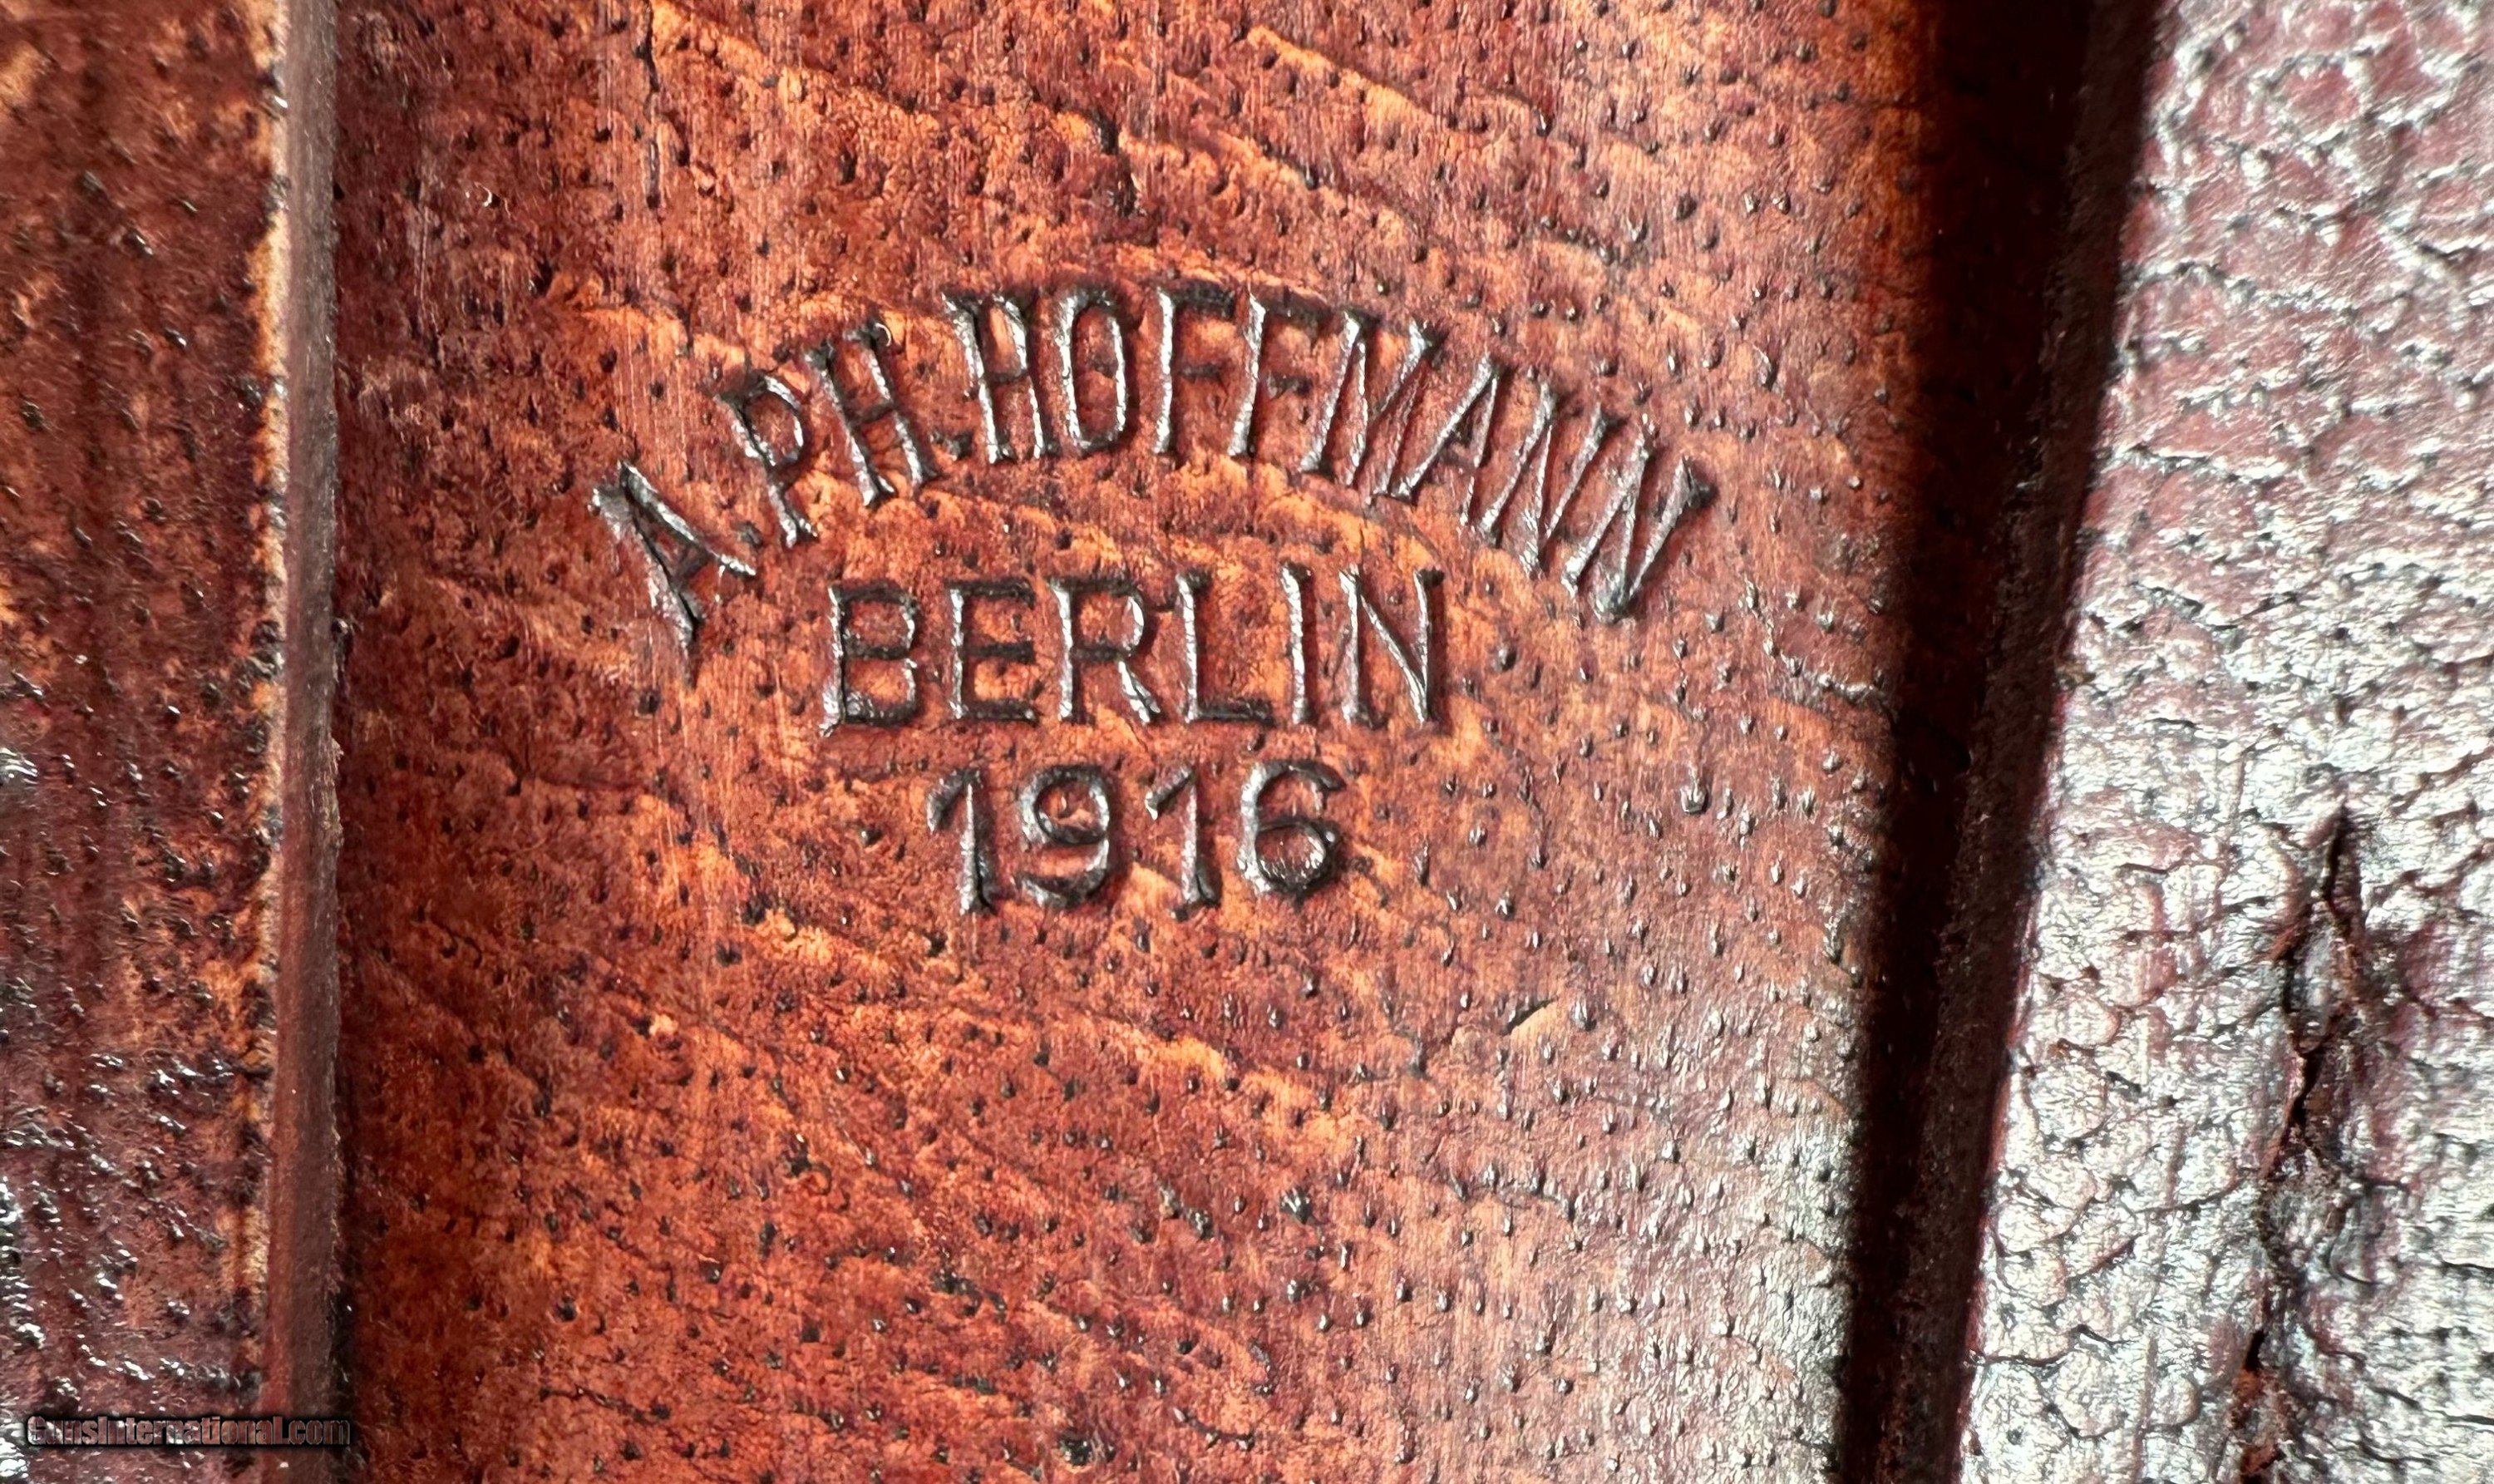 A.PH.HOFFMANN
BERLIN
1916
GunsInternational.com